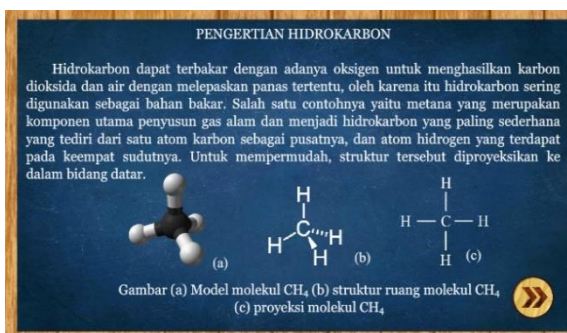 PENGERTIAN HIDROKARBON
Hidrokarbon dapat terbakar dengan adanya oksigen untuk menghasilkan karbon
dioksida dan air dengan melepaskan panas tertentu, oleh karena itu hidrokarbon sering
digunakan sebagai bahan bakar. Salah satu contohnya yaitu metana yang merupakan
komponen utama penyusun gas alam dan menjadi hidrokarbon yang paling sederhana
yang tediri dari satu atom karbon sebagai pusatnya, dan atom hidrogen yang terdapat
pada keempat sudutnya. Untuk mempermudah, struktur tersebut diproyeksikan ke
dalam bidang datar.
(a)
H
C
H
H
H
(b)
H
H — C — H
H
(c)
Gambar (a) Model molekul CH₄ (b) struktur ruang molekul CH₄
(c) proyeksi molekul CH₄